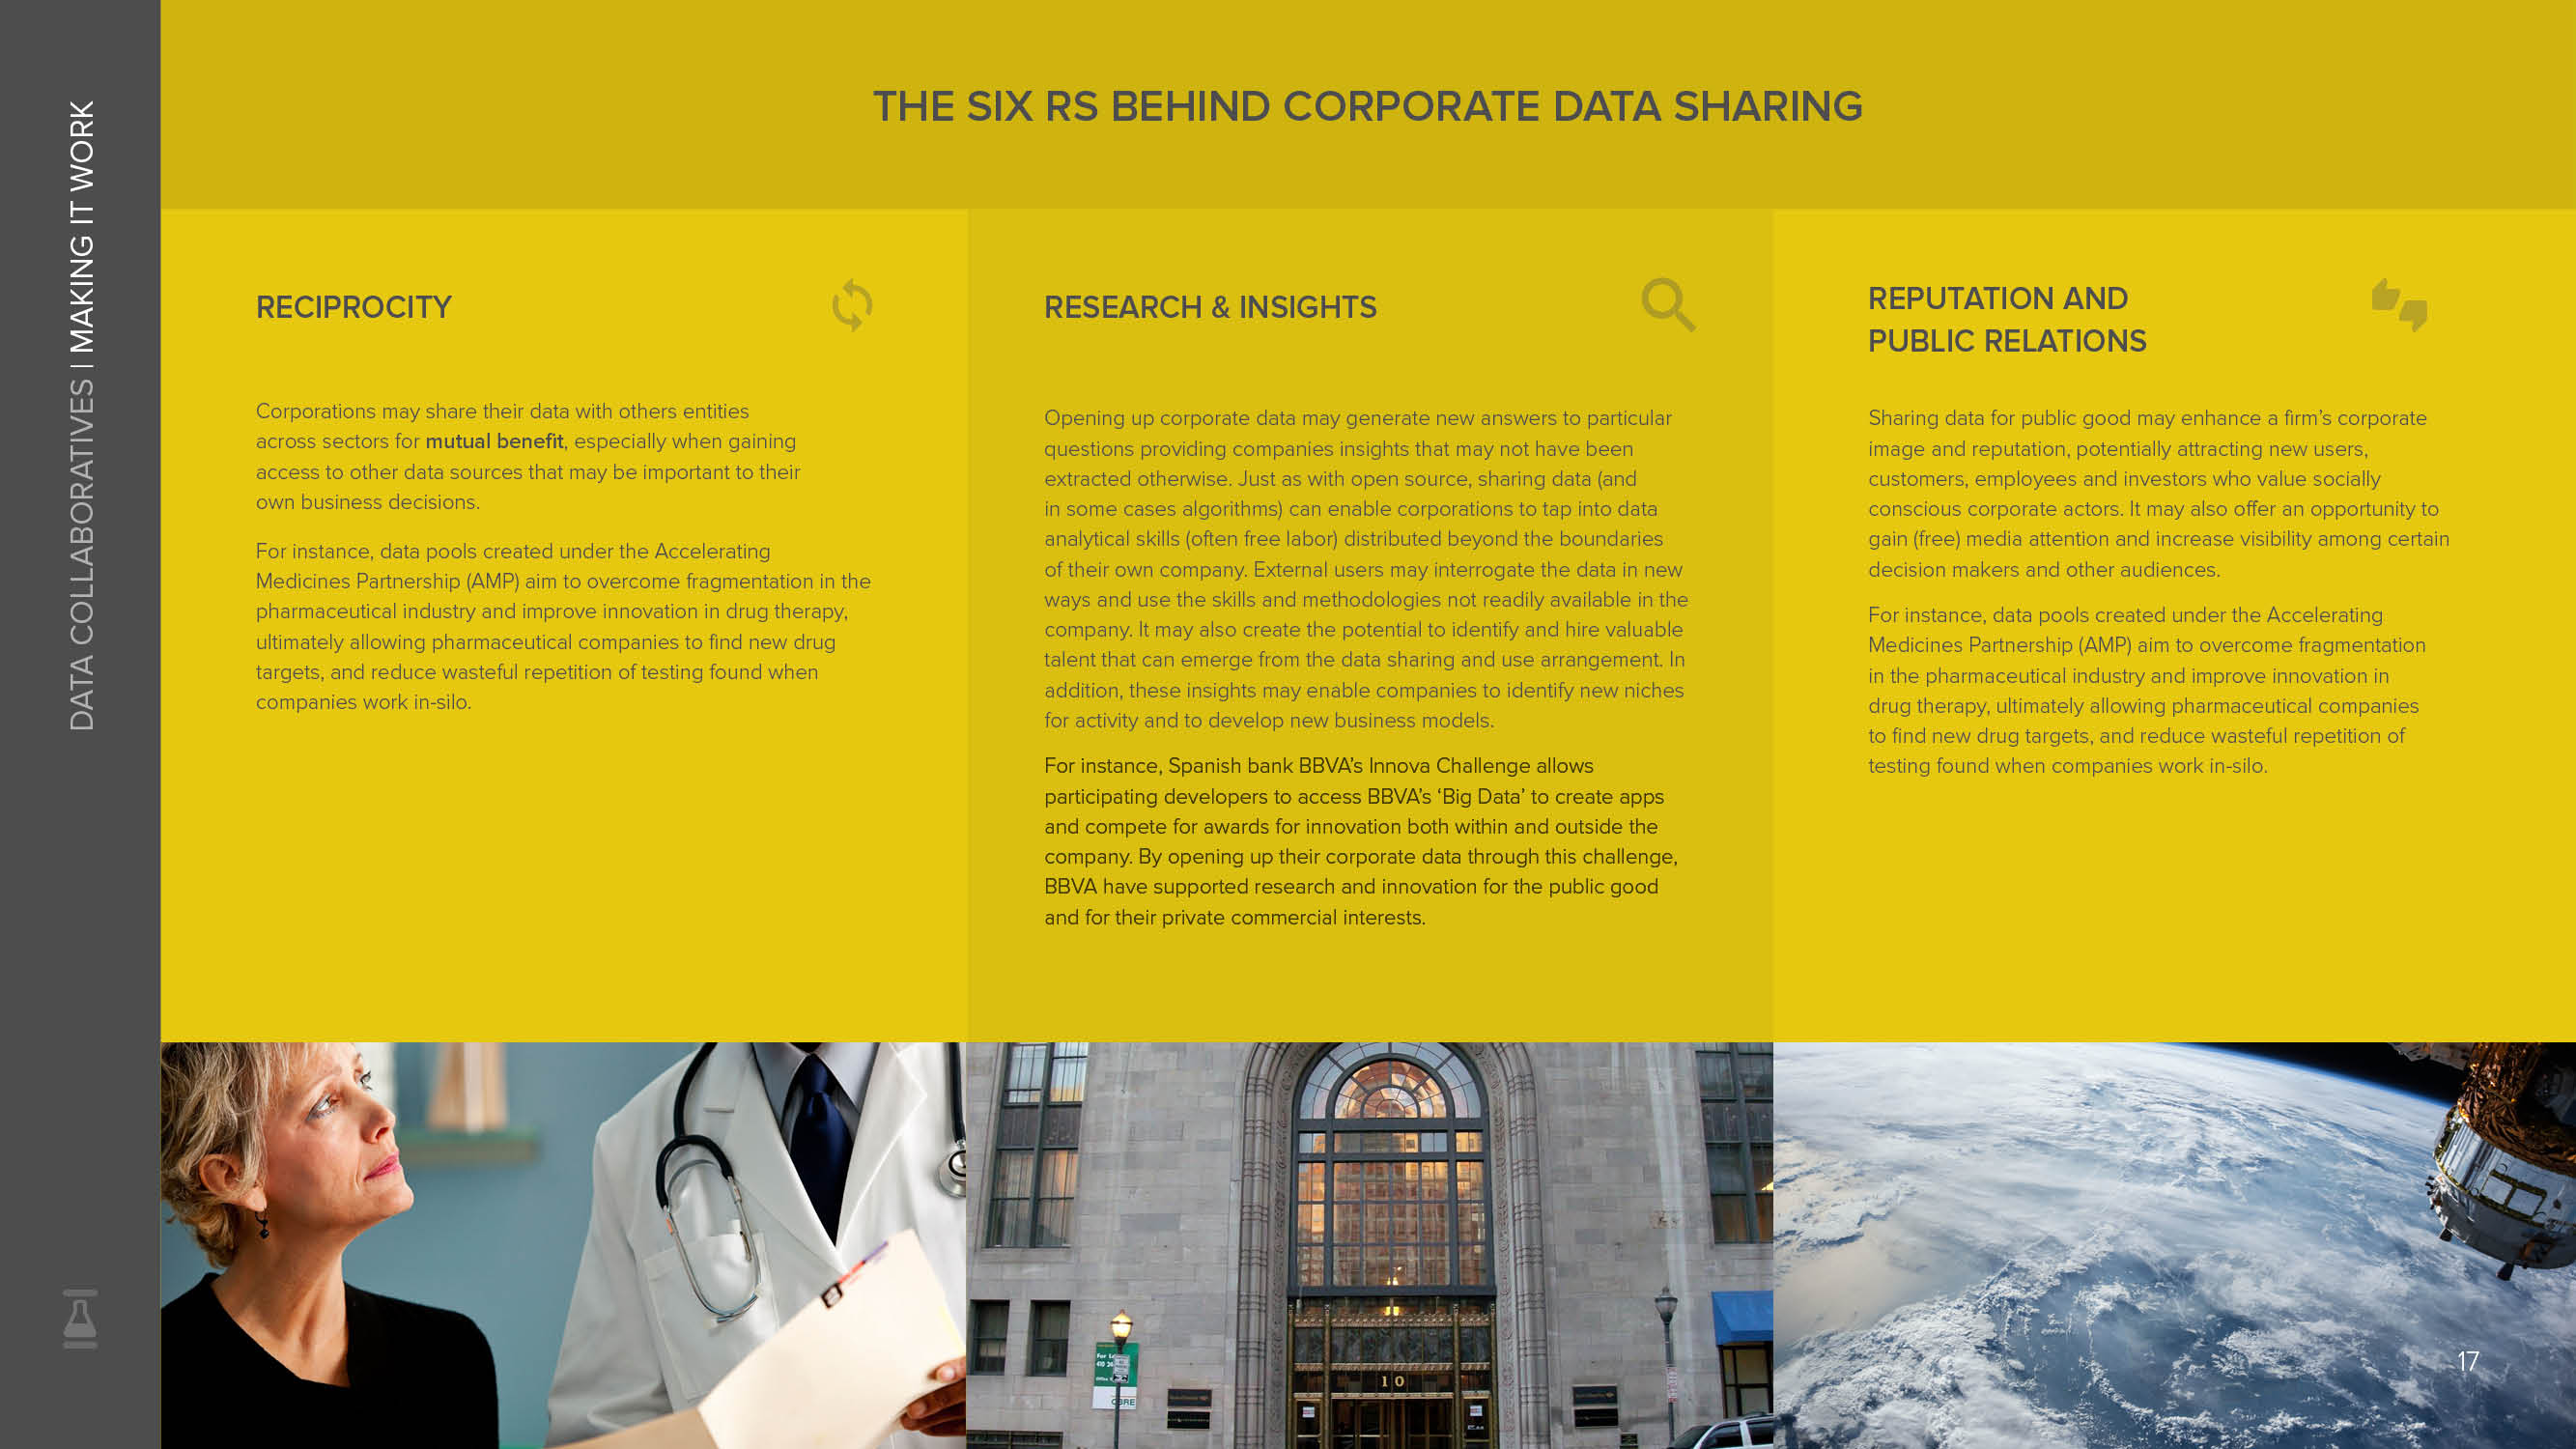 DATA COLLABORATIVES | MAKING IT WORK
THE SIX RS BEHIND CORPORATE DATA SHARING
RECIPROCITY
Corporations may share their data with others entities
across sectors for mutual benefit, especially when gaining
access to other data sources that may be important to their
own business decisions.
For instance, data pools created under the Accelerating
Medicines Partnership (AMP) aim to overcome fragmentation in the
pharmaceutical industry and improve innovation in drug therapy,
ultimately allowing pharmaceutical companies to find new drug
targets, and reduce wasteful repetition of testing found when
companies work in-silo.
RESEARCH & INSIGHTS
Opening up corporate data may generate new answers to particular
questions providing companies insights that may not have been
extracted otherwise. Just as with open source, sharing data (and
in some cases algorithms) can enable corporations to tap into data
analytical skills (often free labor) distributed beyond the boundaries
of their own company. External users may interrogate the data in new
ways and use the skills and methodologies not readily available in the
company. It may also create the potential to identify and hire valuable
talent that can emerge from the data sharing and use arrangement. In
addition, these insights may enable companies to identify new niches
for activity and to develop new business models.
For instance, Spanish bank BBVA’s Innova Challenge allows
participating developers to access BBVA’s ‘Big Data’ to create apps
and compete for awards for innovation both within and outside the
company. By opening up their corporate data through this challenge,
BBVA have supported research and innovation for the public good
and for their private commercial interests.
REPUTATION AND
PUBLIC RELATIONS
Sharing data for public good may enhance a firm’s corporate
image and reputation, potentially attracting new users,
customers, employees and investors who value socially
conscious corporate actors. It may also offer an opportunity to
gain (free) media attention and increase visibility among certain
decision makers and other audiences.
For instance, data pools created under the Accelerating
Medicines Partnership (AMP) aim to overcome fragmentation
in the pharmaceutical industry and improve innovation in
drug therapy, ultimately allowing pharmaceutical companies
to find new drug targets, and reduce wasteful repetition of
testing found when companies work in-silo.
For
10
17